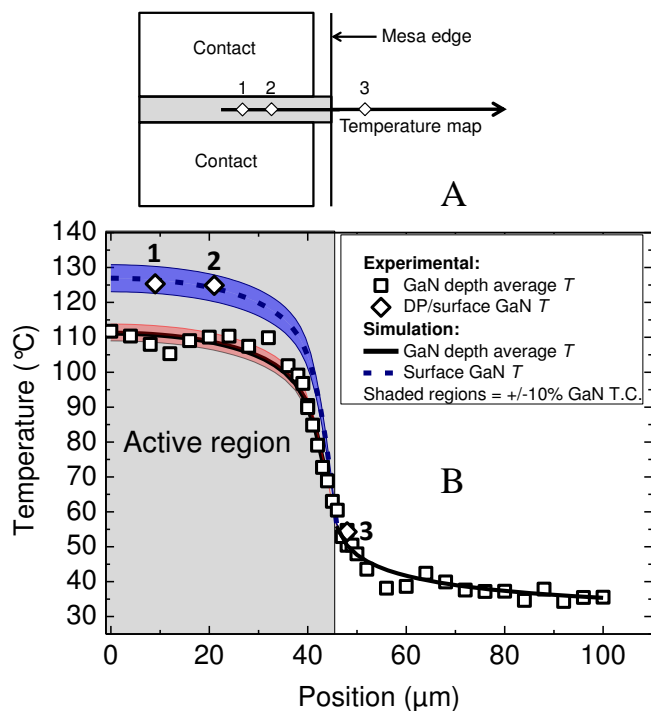 Contact
Mesa edge
1 2 3
Temperature map
Contact
A
140
130
120
110
100
90
80
70
60
50
40
30
Temperature (°C)
1 2
Experimental:
GaN depth average T
DP/surface GaN T
Simulation:
GaN depth average T
Surface GaN T
Shaded regions = +/-10% GaN T.C.
Active region
B
3
0 20 40 60 80 100
Position (µm)